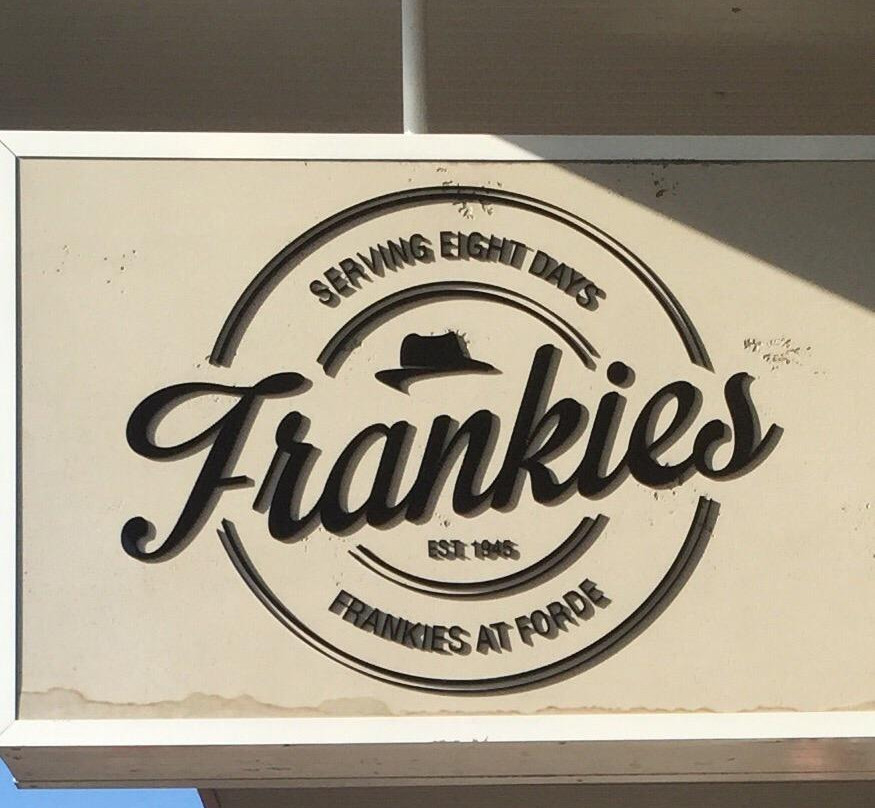 SERVING EIGHT DAYS
Frankies
EST. 1945
FRANKIES AT FORDE